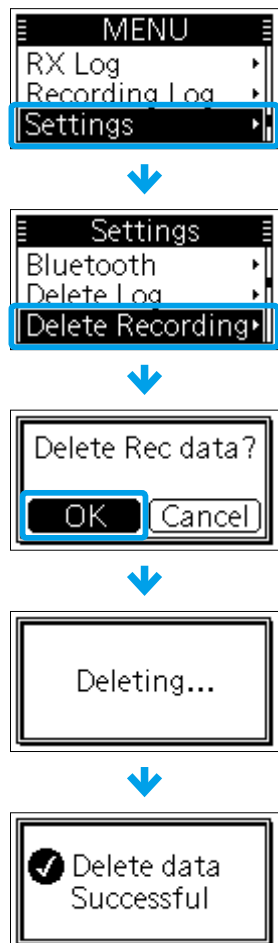 MENU
RX Log
Recording Log
Settings
Settings
Bluetooth
Delete Log
Delete Recording
Delete Rec data?
OK Cancel
Deleting...
Delete data
Successful